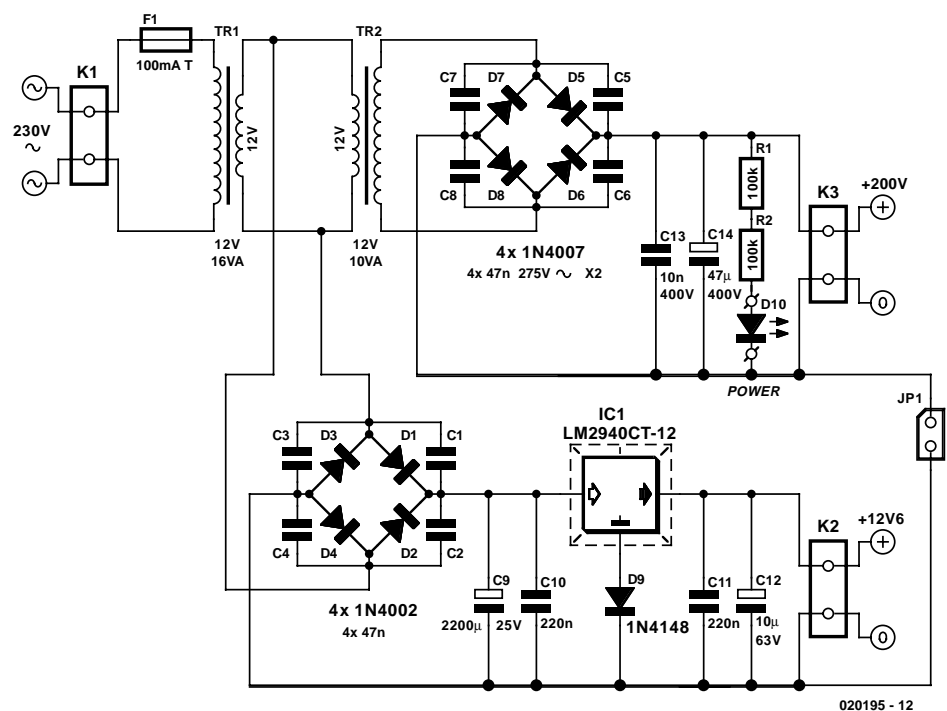 F1
TR1
TR2
100mA T
K1
C7
D7
D5
C5
230V
~
12V
12V
R1
100k
K3
+200V
C8
D8
D6
C6
R2
100k
C13
C14
12V
16VA
12V
10VA
4x 1N4007
4x 47n 275V ~ X2
10n
400V
47µ
400V
D10
0
POWER
JP1
IC1
LM2940CT-12
C3
D3
D1
C1
K2
+12V6
C4
D4
D2
C2
C9
C10
D9
C11
C12
4x 1N4002
4x 47n
2200µ
25V
220n
1N4148
220n
10µ
63V
0
020195 - 12